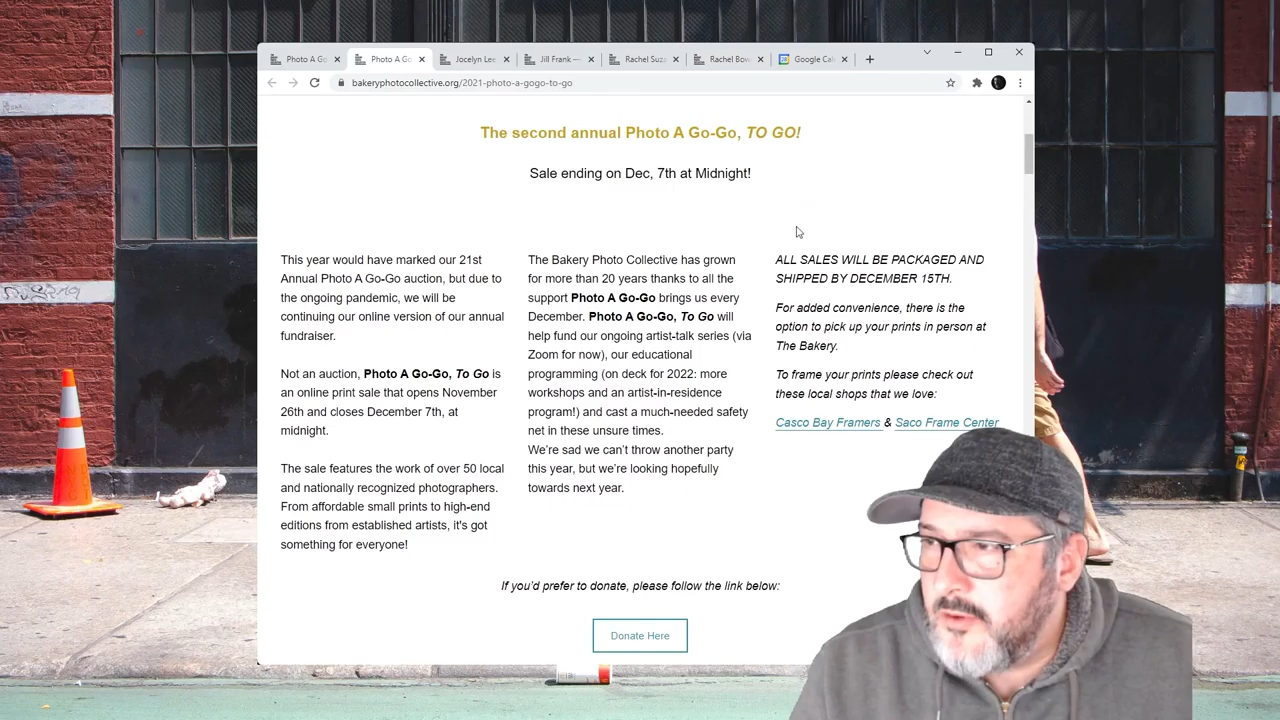 Photo A Go
Photo A Go
Jocelyn Lee
Jill Frank —
Rachel Suza
Rachel Bow
Google Cal
bakeryphotocollective.org/2021-photo-a-gogo-to-go
The second annual Photo A Go-Go, TO GO!
Sale ending on Dec, 7th at Midnight!
This year would have marked our 21st
Annual Photo A Go-Go auction, but due to
the ongoing pandemic, we will be
continuing our online version of our annual
fundraiser.
Not an auction, Photo A Go-Go, To Go is
an online print sale that opens November
26th and closes December 7th, at
midnight.
The sale features the work of over 50 local
and nationally recognized photographers.
From affordable small prints to high-end
editions from established artists, it's got
something for everyone!
The Bakery Photo Collective has grown
for more than 20 years thanks to all the
support Photo A Go-Go brings us every
December. Photo A Go-Go, To Go will
help fund our ongoing artist-talk series (via
Zoom for now), our educational
programming (on deck for 2022: more
workshops and an artist-in-residence
program!) and cast a much-needed safety
net in these unsure times.
We're sad we can't throw another party
this year, but we're looking hopefully
towards next year.
ALL SALES WILL BE PACKAGED AND
SHIPPED BY DECEMBER 15TH.
For added convenience, there is the
option to pick up your prints in person at
The Bakery.
To frame your prints please check out
these local shops that we love:
Casco Bay Framers & Saco Frame Center
If you'd prefer to donate, please follow the link below:
Donate Here